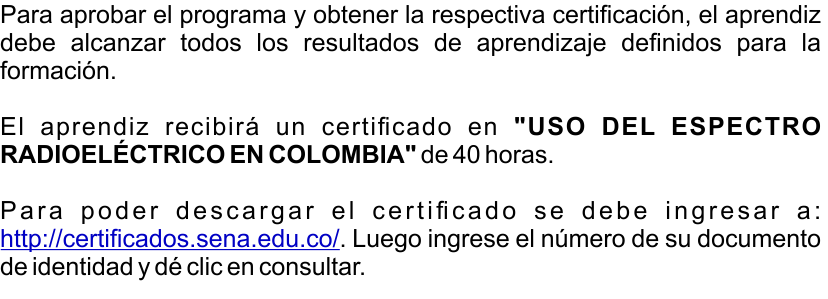 Para aprobar el programa y obtener la respectiva certificación, el aprendiz
debe alcanzar todos los resultados de aprendizaje definidos para la
formación.
El aprendiz recibirá un certificado en "USO DEL ESPECTRO
RADIOELÉCTRICO EN COLOMBIA" de 40 horas.
Para poder descargar el certificado se debe ingresar a:
http://certificados.sena.edu.co/. Luego ingrese el número de su documento
de identidad y dé clic en consultar.